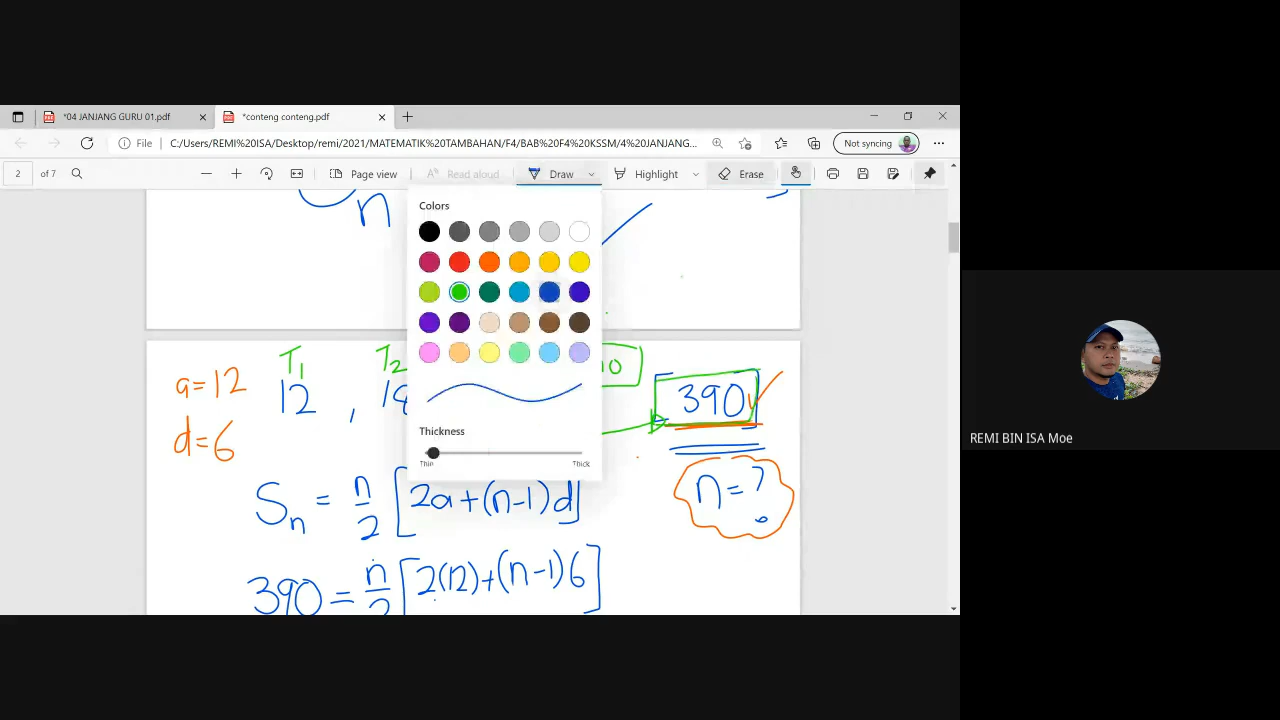 *04 JANJANG GURU 01.pdf
*conteng conteng.pdf
File
C:/Users/REMI%20ISA/Desktop/remi/2021/MATEMATIK%20TAMBAHAN/F4/BAB%20F4%20KSSM/4%20JANJANG...
Not syncing
2 of 7
Page view
Read aloud
Draw
Highlight
Erase
Colors
Thickness
Thin
Thick
n
T1 T2 10
a=12
12 , 18
390
d=6
n=?
Sn = n/2 [2a+(n-1)d]
390 = n/2 [2(12)+(n-1)6]
REMI BIN ISA Moe